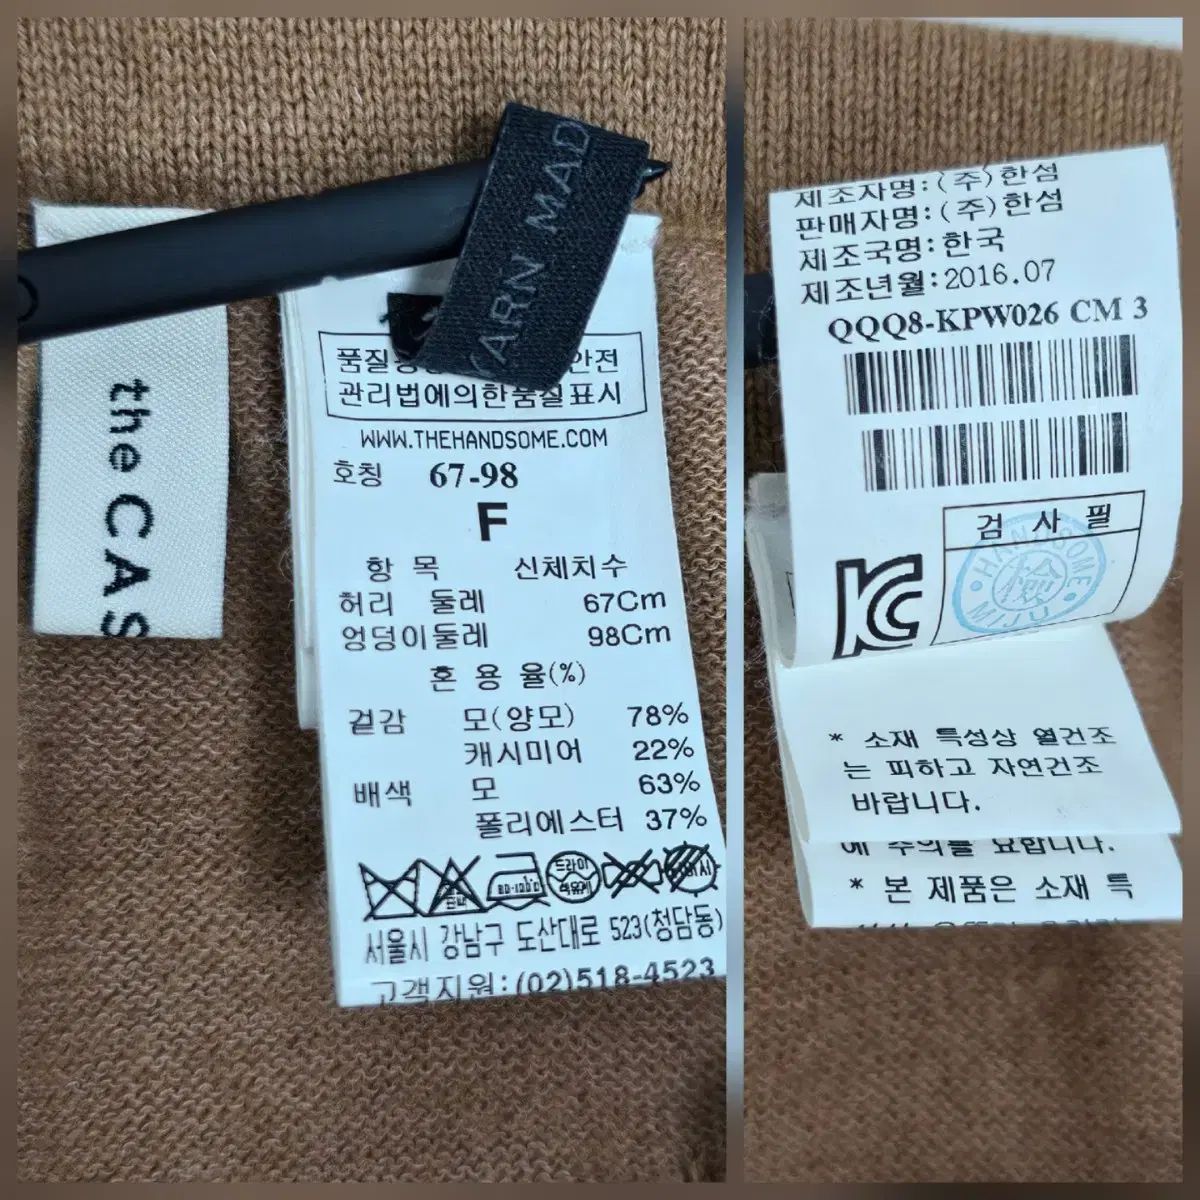 the CAS
YARN MAD
안전
관리법에의한품질표시
WWW.THEHANDSOME.COM
호칭 67-98
F
항 목 신체치수
허리 둘레 67Cm
엉덩이둘레 98Cm
혼 용 율(%)
겉감 모(양모) 78%
캐시미어 22%
배색 모 63%
폴리에스터 37%
드라이
서울시 강남구 도산대로 523(청담동)
고객지원:(02)518-4523
제조자명:(주)한섬
판매자명:(주)한섬
제조국명:한국
제조년월:2016.07
QQQ8-KPW026 CM 3
검 사 필
HANDSOME
檢
MIJU
* 소재 특성상 열건조
는 피하고 자연건조
바랍니다.
에 주의를 요합니다.
* 본 제품은 소재 특